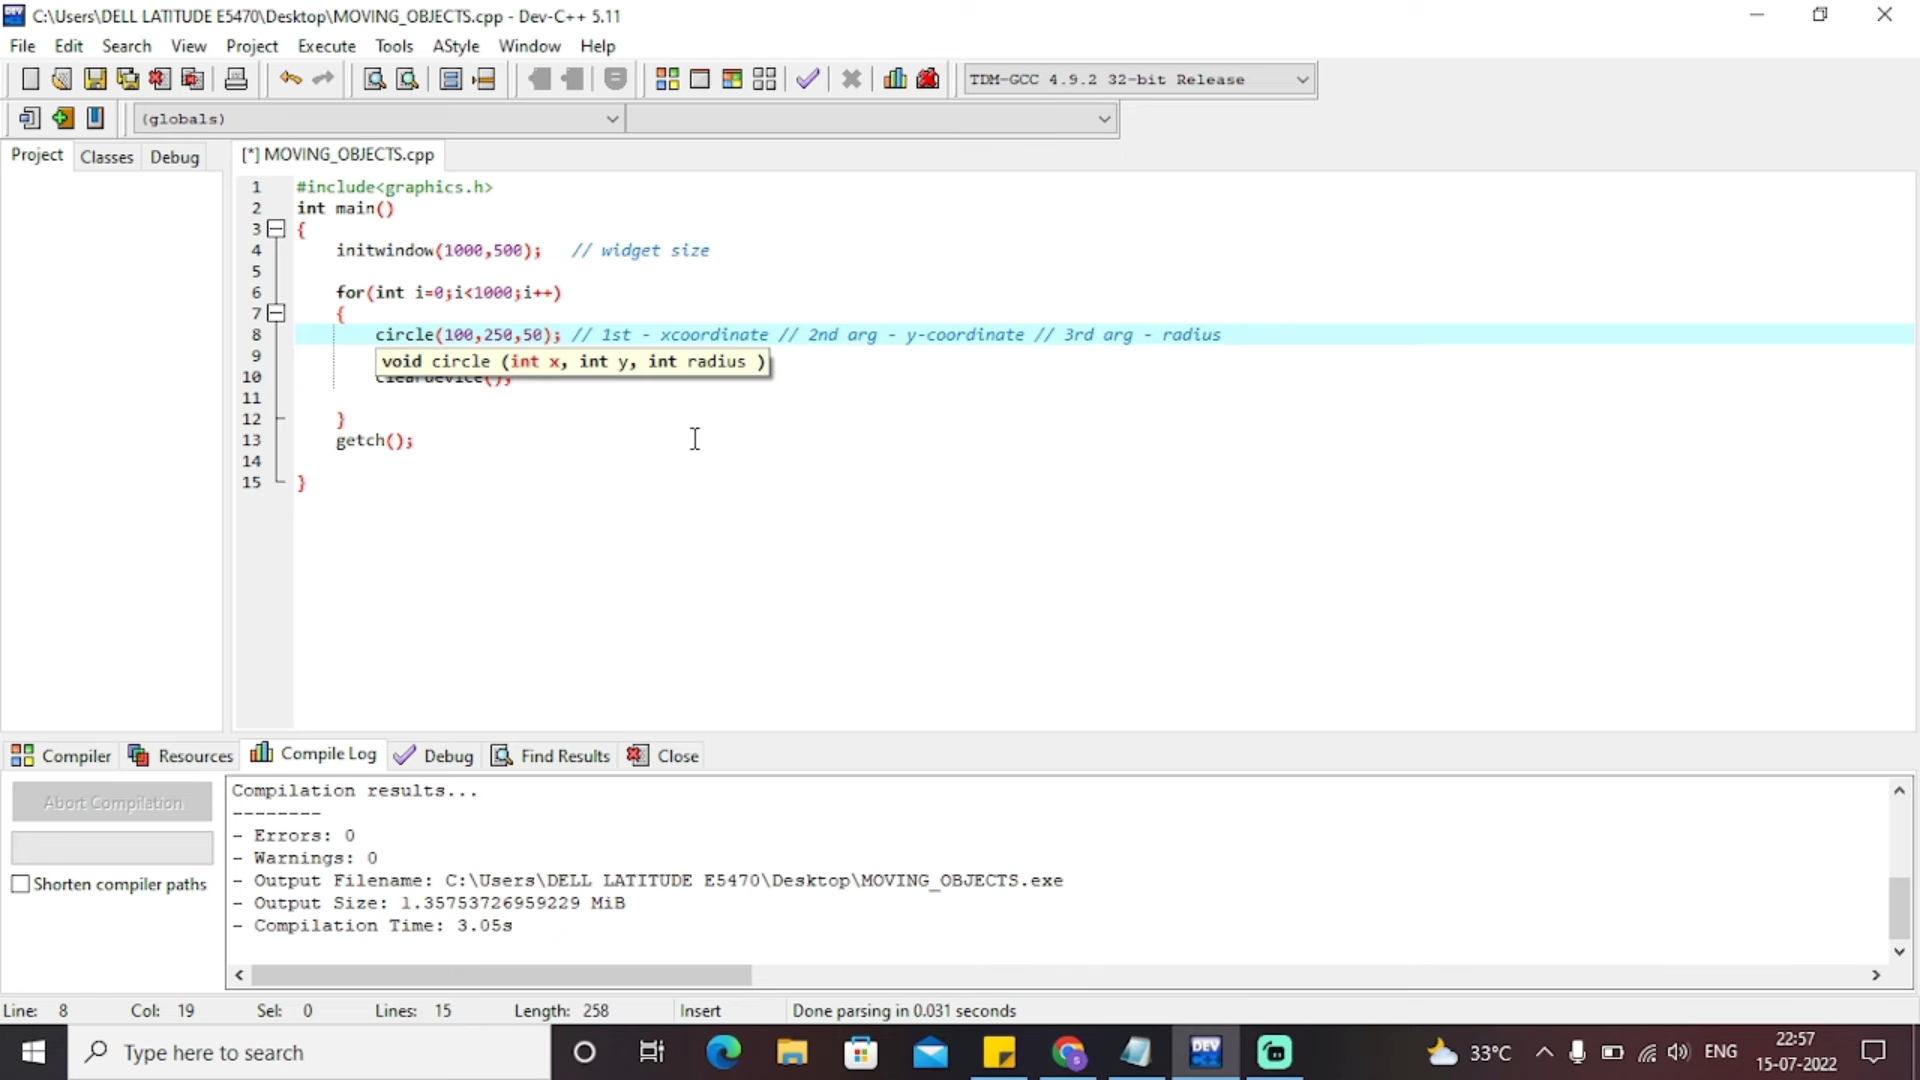 C:\Users\DELL LATITUDE E5470\Desktop\MOVING_OBJECTS.cpp - Dev-C++ 5.11
File Edit Search View Project Execute Tools AStyle Window Help
TDM-GCC 4.9.2 32-bit Release
(globals)
Project Classes Debug [*] MOVING_OBJECTS.cpp
1 #include<graphics.h>
2 int main()
3 {
4 initwindow(1000,500); // widget size
5
6 for(int i=0;i<1000;i++)
7 {
8 circle(100,250,50); // 1st - xcoordinate // 2nd arg - y-coordinate // 3rd arg - radius
9 void circle (int x, int y, int radius )
10 cleardevice();
11
12 }
13 getch();
14
15 }
Compiler Resources Compile Log Debug Find Results Close
Abort Compilation
Shorten compiler paths
Compilation results...
--------
- Errors: 0
- Warnings: 0
- Output Filename: C:\Users\DELL LATITUDE E5470\Desktop\MOVING_OBJECTS.exe
- Output Size: 1.35753726959229 MiB
- Compilation Time: 3.05s
Line: 8 Col: 19 Sel: 0 Lines: 15 Length: 258 Insert Done parsing in 0.031 seconds
Type here to search
DEV
33°C
ENG
22:57
15-07-2022